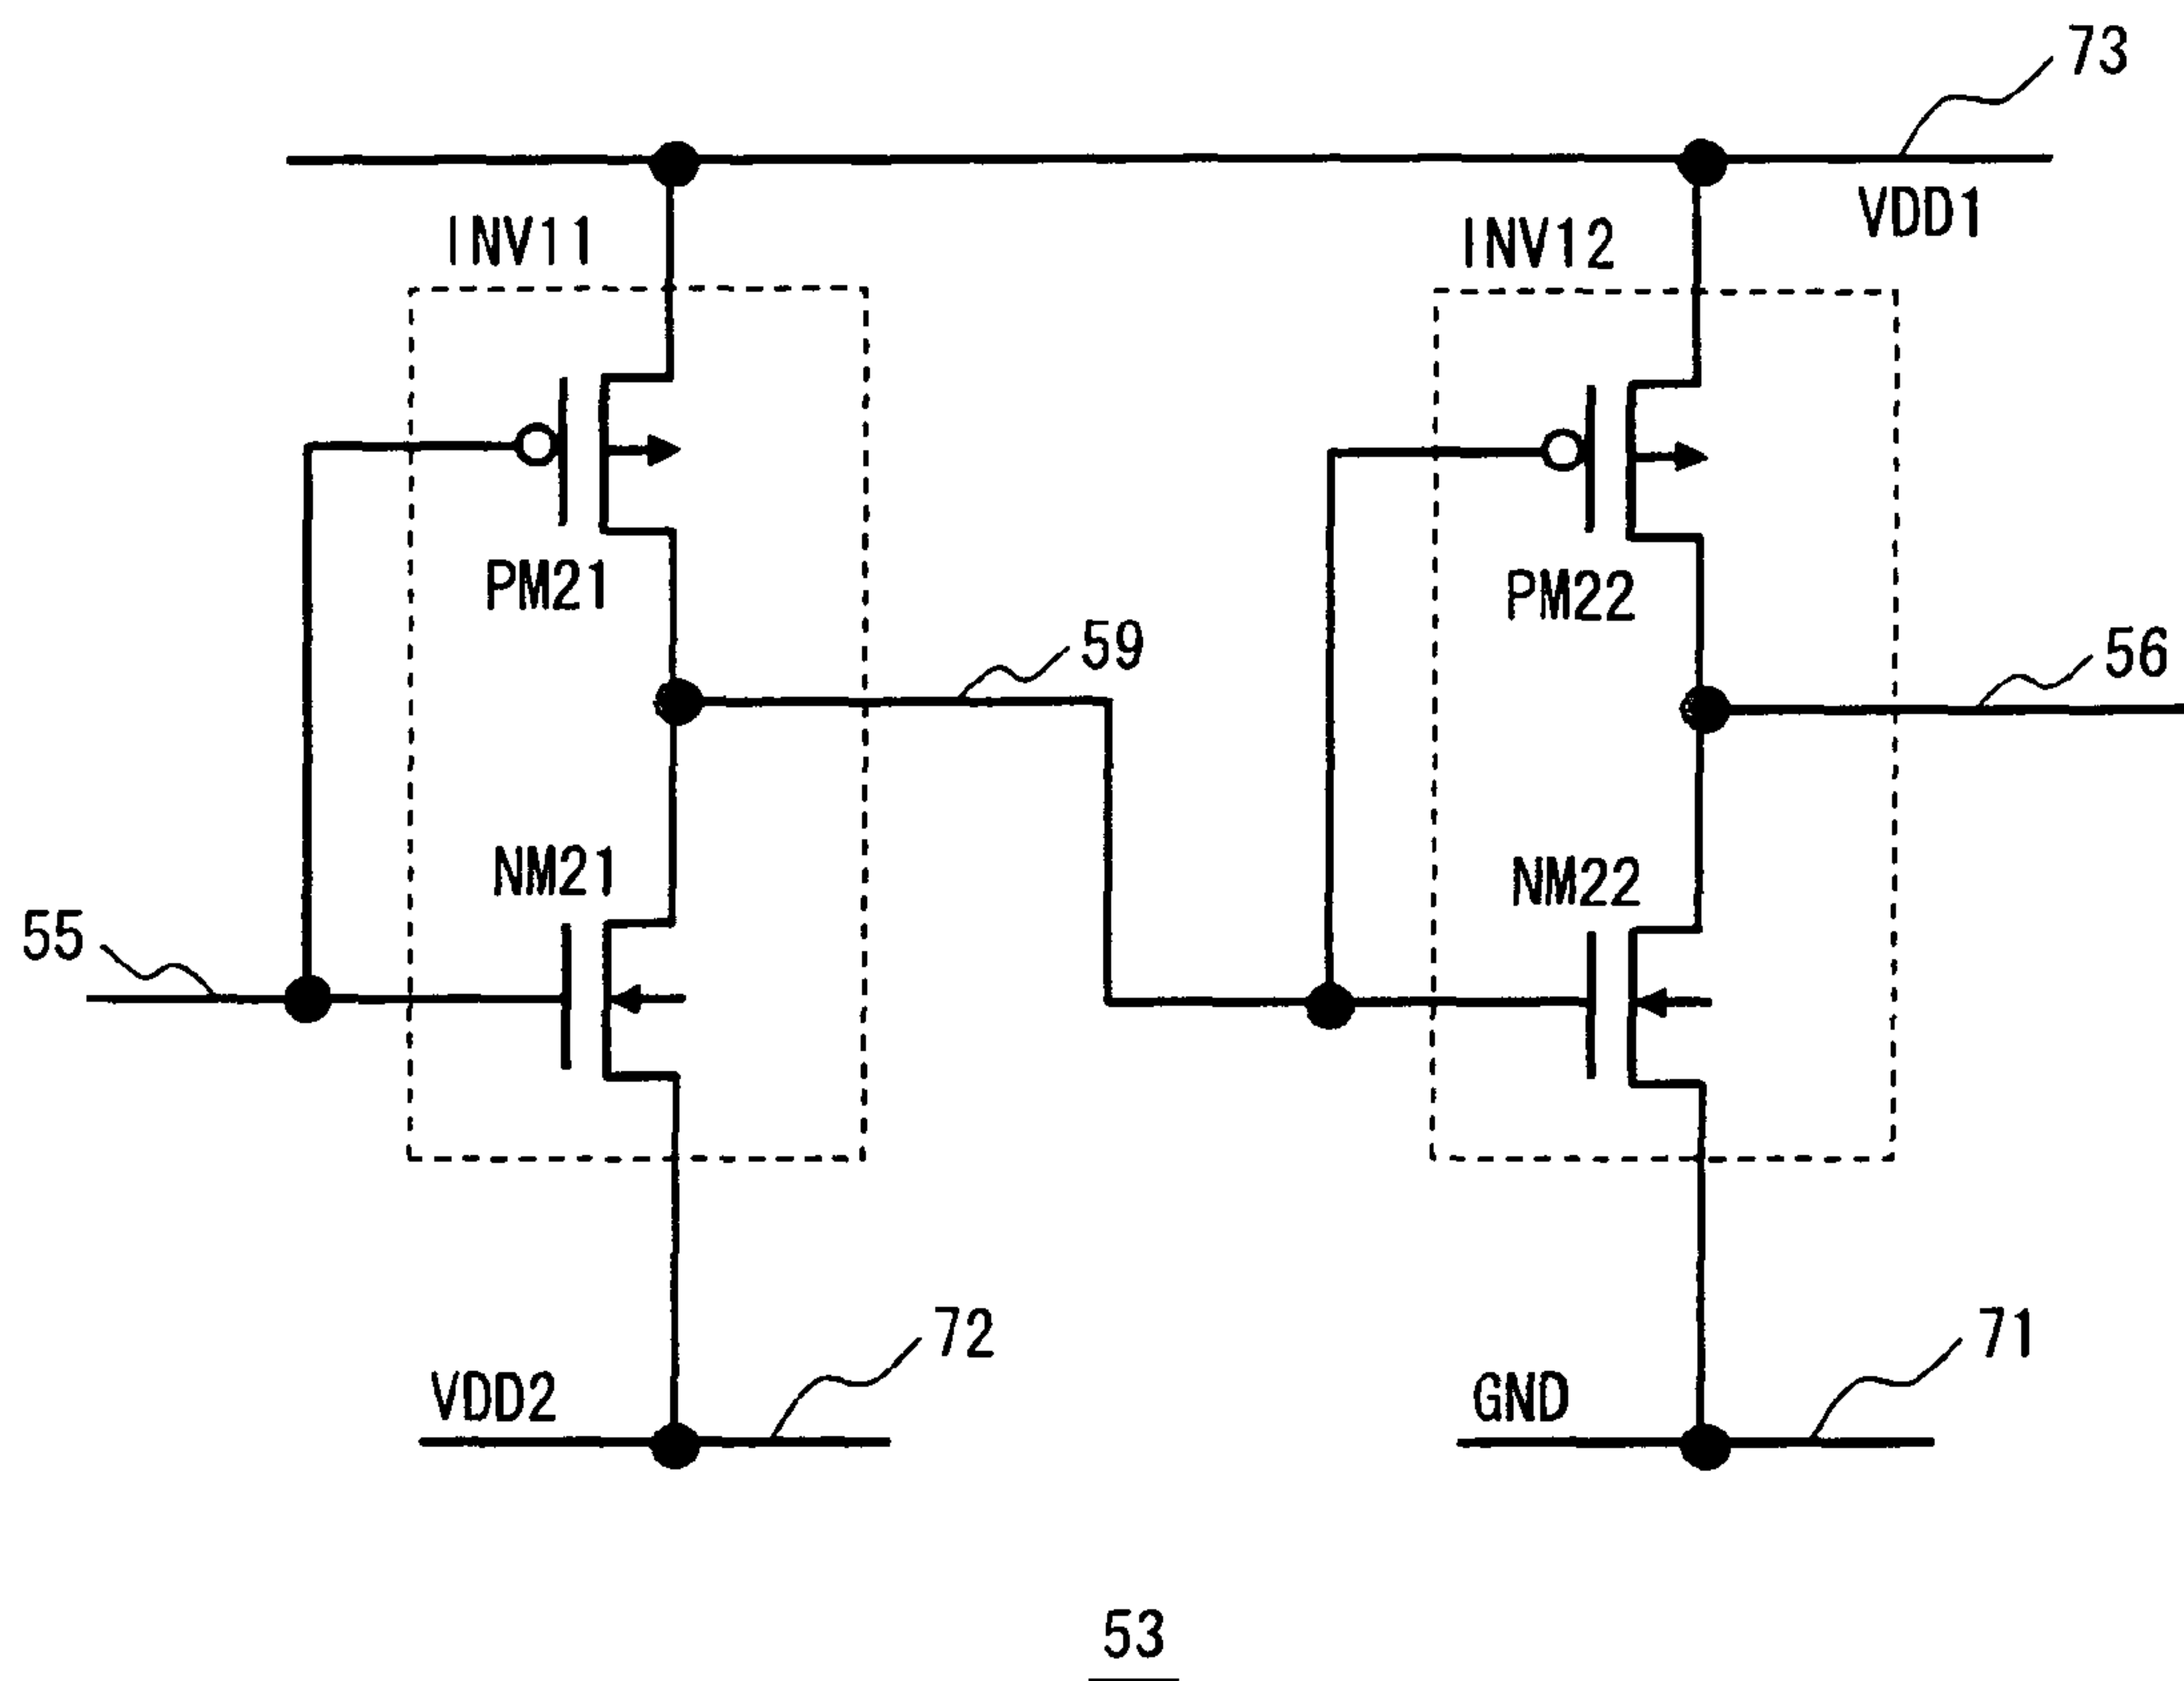 73
VDD1
INV11
INV12
PM21
PM22
59
56
NM21
NM22
55
72
71
VDD2
GND
53